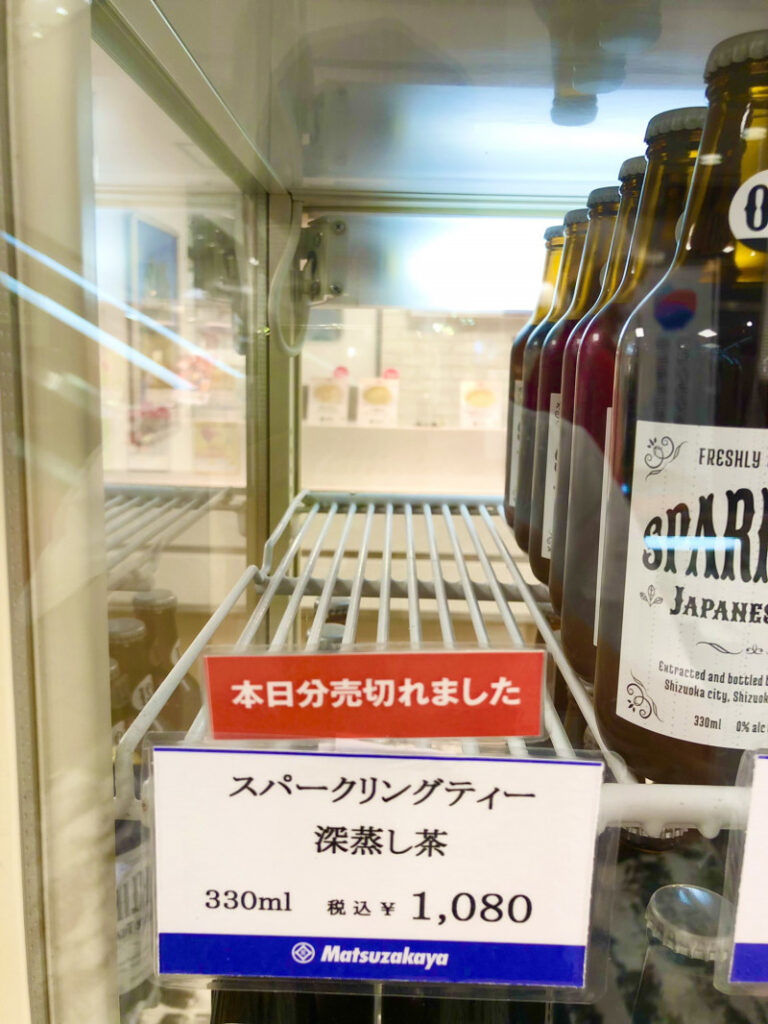 FRESHLY
JAPANES
Extracted and bottled b
Shizuoka city, Shizuok
330ml 0% alc
本日分売切れました
スパークリングティー
深蒸し茶
330ml 税込¥1,080
Matsuzakaya